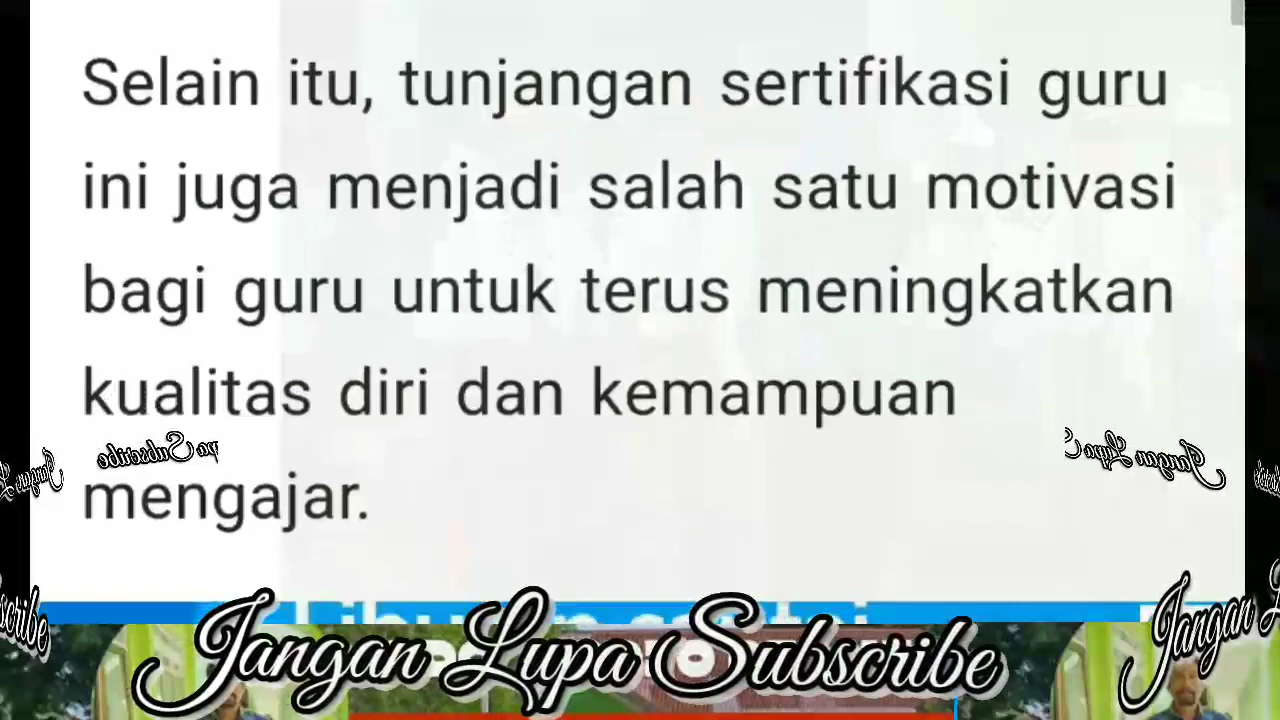 Selain itu, tunjangan sertifikasi guru
ini juga menjadi salah satu motivasi
bagi guru untuk terus meningkatkan
kualitas diri dan kemampuan
mengajar.
Jangan Lupa Subscribe